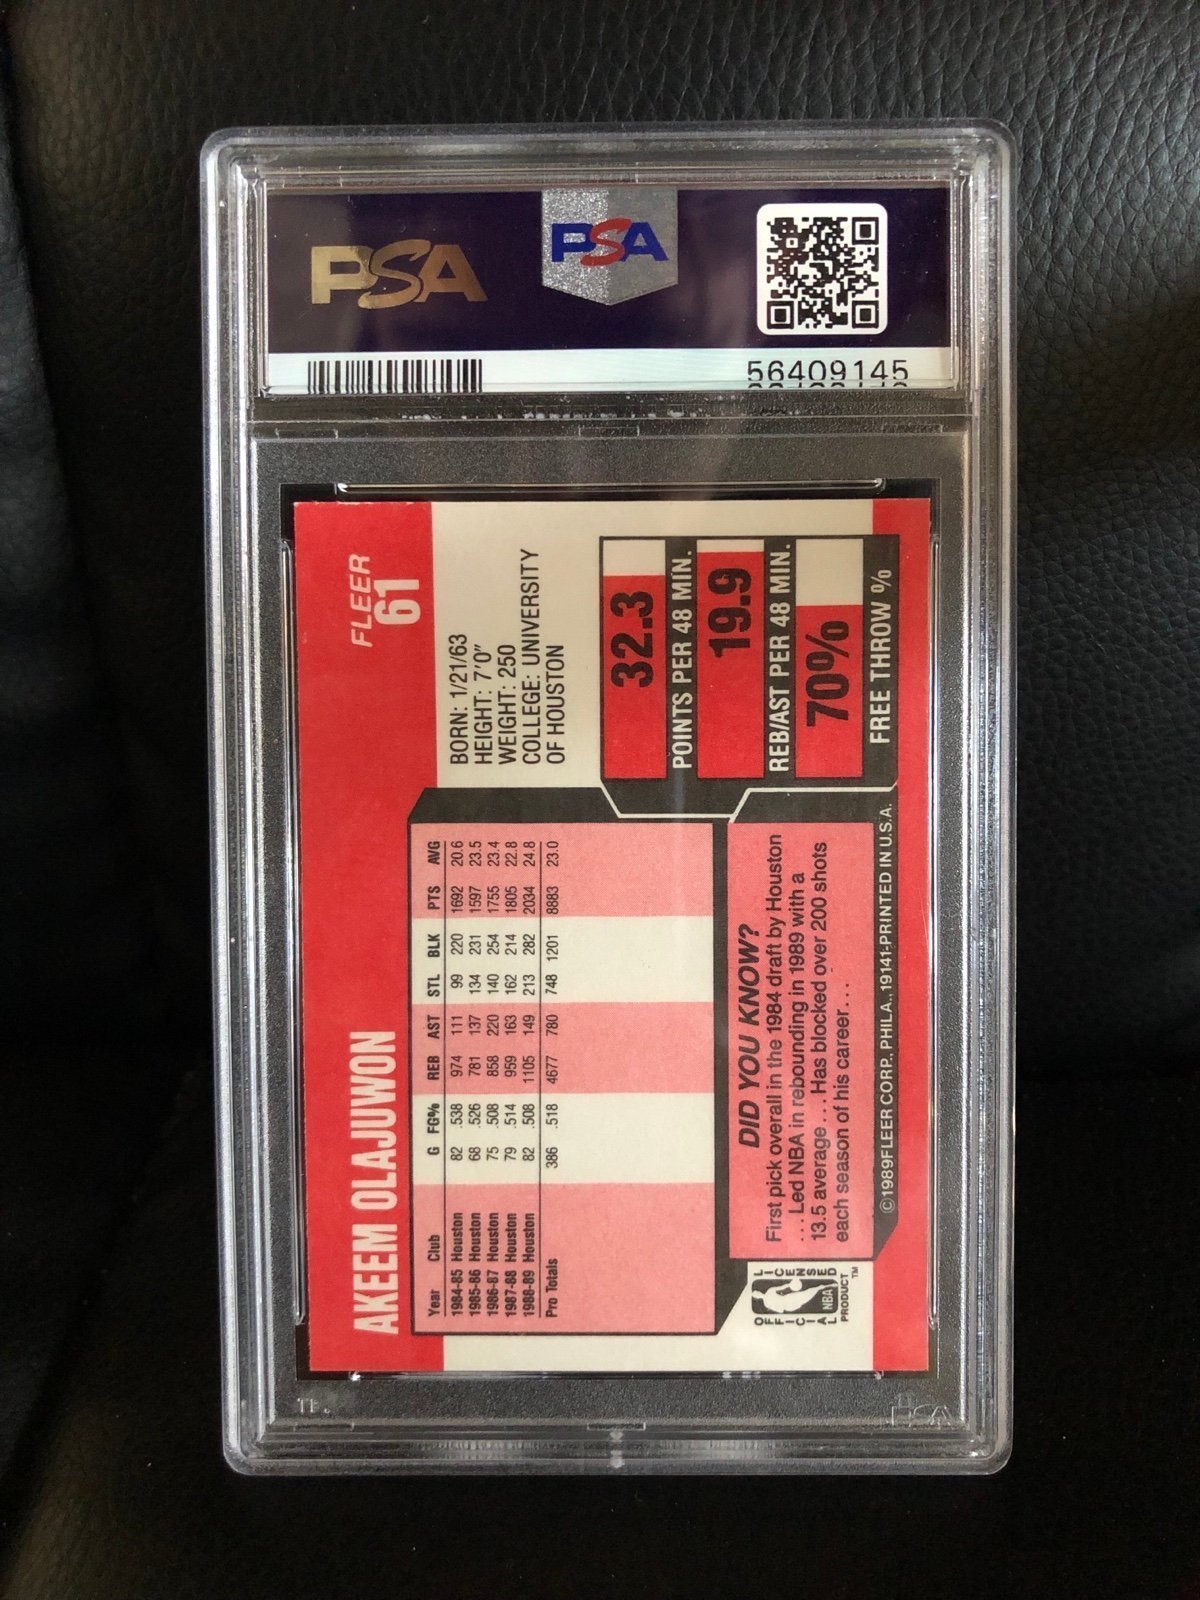 PSA
PSA
56409145
FLEER
61
AKEEM OLAJUWON
BORN: 1/21/63
HEIGHT: 7'0"
WEIGHT: 250
COLLEGE: UNIVERSITY
OF HOUSTON
Year Club G FG% REB AST STL BLK PTS AVG
1984-85 Houston 82 .538 974 111 99 220 1692 20.6
1985-86 Houston 68 .526 781 137 134 231 1597 23.5
1986-87 Houston 75 .508 858 220 140 254 1755 23.4
1987-88 Houston 79 .514 959 163 162 214 1805 22.8
1988-89 Houston 82 .508 1105 149 213 282 2034 24.8
Pro Totals 386 .518 4677 780 748 1201 8883 23.0
32.3
POINTS PER 48 MIN.
19.9
REB/AST PER 48 MIN.
70%
FREE THROW %
DID YOU KNOW?
First pick overall in the 1984 draft by Houston
...Led NBA in rebounding in 1989 with a
13.5 average....Has blocked over 200 shots
each season of his career...
OFFICIAL
LICENSED
NBA
PRODUCT™
©1989FLEER CORP., PHILA., 19141-PRINTED IN U.S.A.
PSA